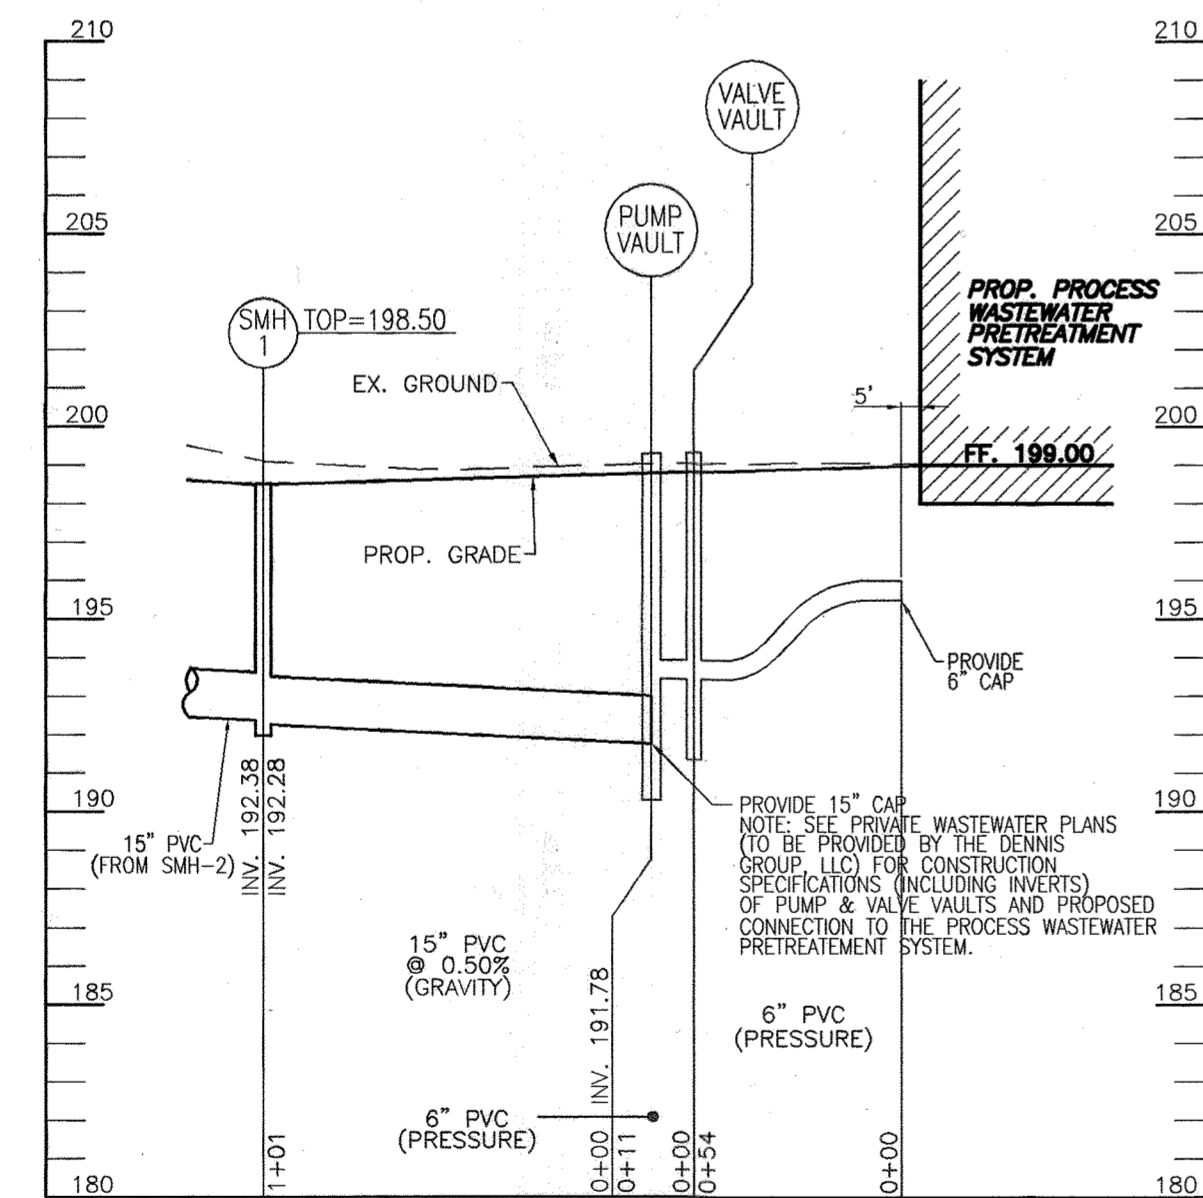 210
210
VALVE
VAULT
PUMP
VAULT
205
205
SMH
1
TOP=198.50
PROP. PROCESS
WASTEWATER
PRETREATMENT
SYSTEM
EX. GROUND
5'
200
200
FF. 199.00
PROP. GRADE
195
195
PROVIDE
6" CAP
INV. 192.38
INV. 192.28
190
190
15" PVC
(FROM SMH-2)
PROVIDE 15" CAP
NOTE: SEE PRIVATE WASTEWATER PLANS
(TO BE PROVIDED BY THE DENNIS
GROUP, LLC) FOR CONSTRUCTION
SPECIFICATIONS (INCLUDING INVERTS)
OF PUMP & VALVE VAULTS AND PROPOSED
CONNECTION TO THE PROCESS WASTEWATER
PRETREATEMENT SYSTEM.
15" PVC
@ 0.50%
(GRAVITY)
INV. 191.78
185
185
6" PVC
(PRESSURE)
6" PVC
(PRESSURE)
1+01
0+00
0+11
0+00
0+54
0+00
180
180